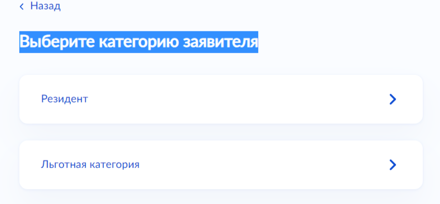 Назад
Выберите категорию заявителя
Резидент
Льготная категория